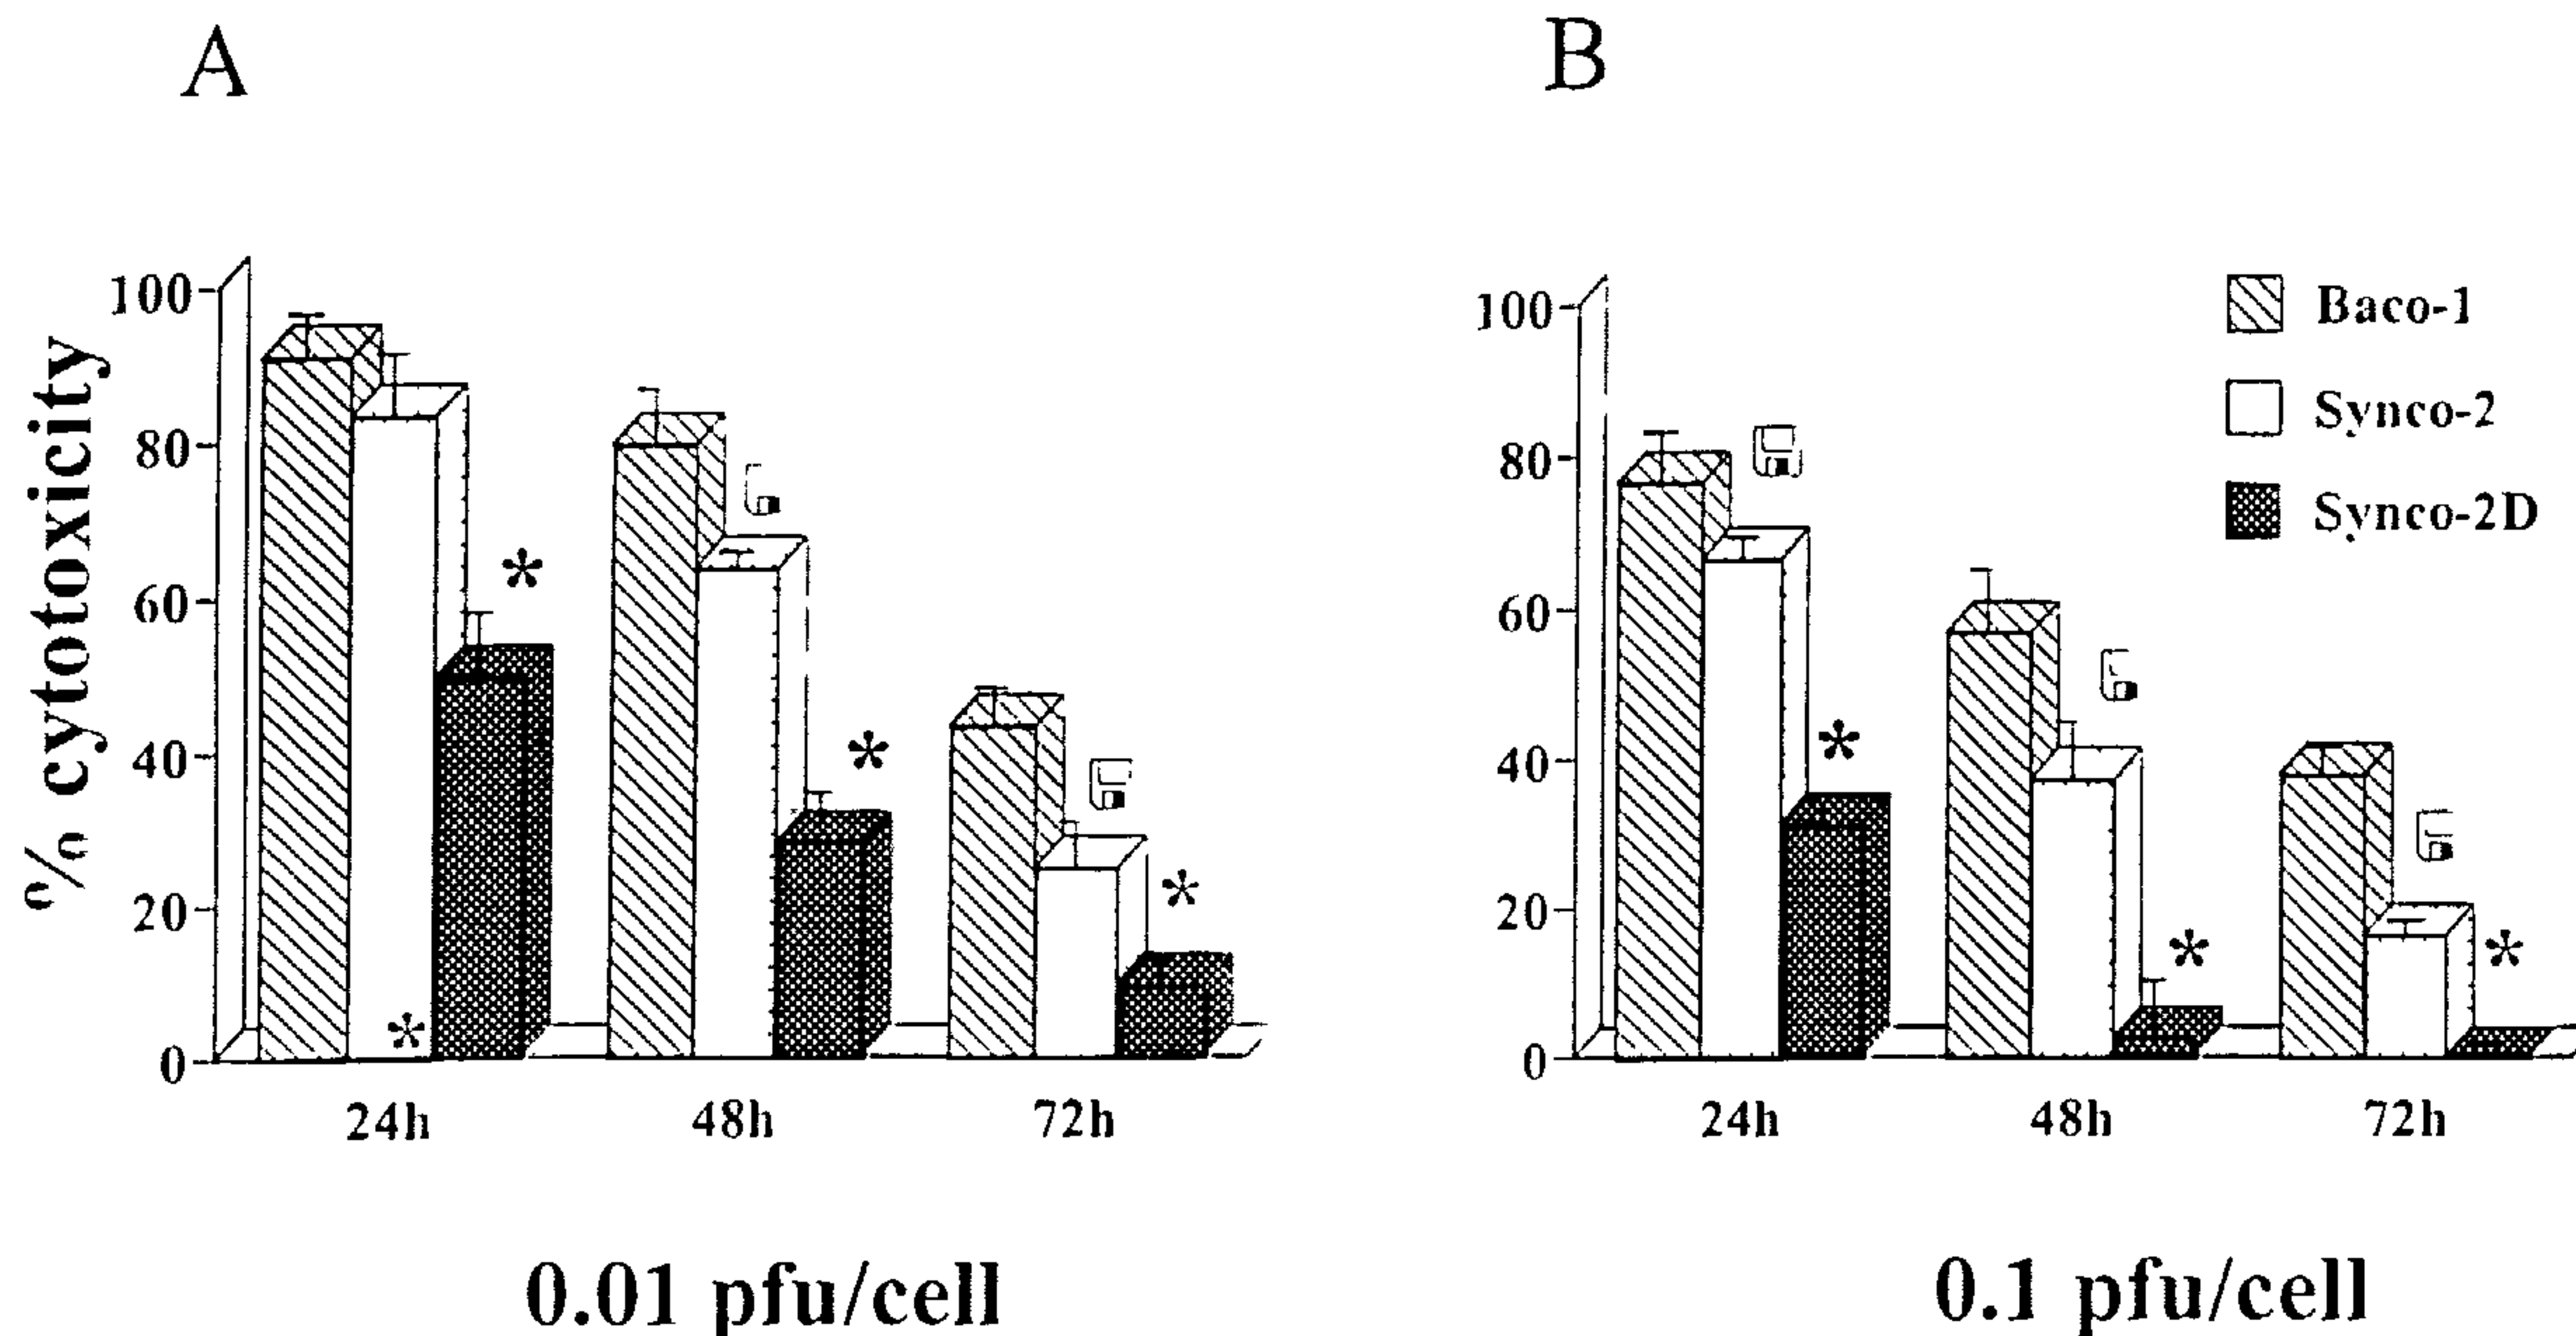 A
B
% cytotoxicity
100
80
60
40
20
0
*
*
*
*
24h
48h
72h
0.01 pfu/cell
100
80
60
40
20
0
*
*
*
24h
48h
72h
0.1 pfu/cell
Baco-1
Synco-2
Synco-2D